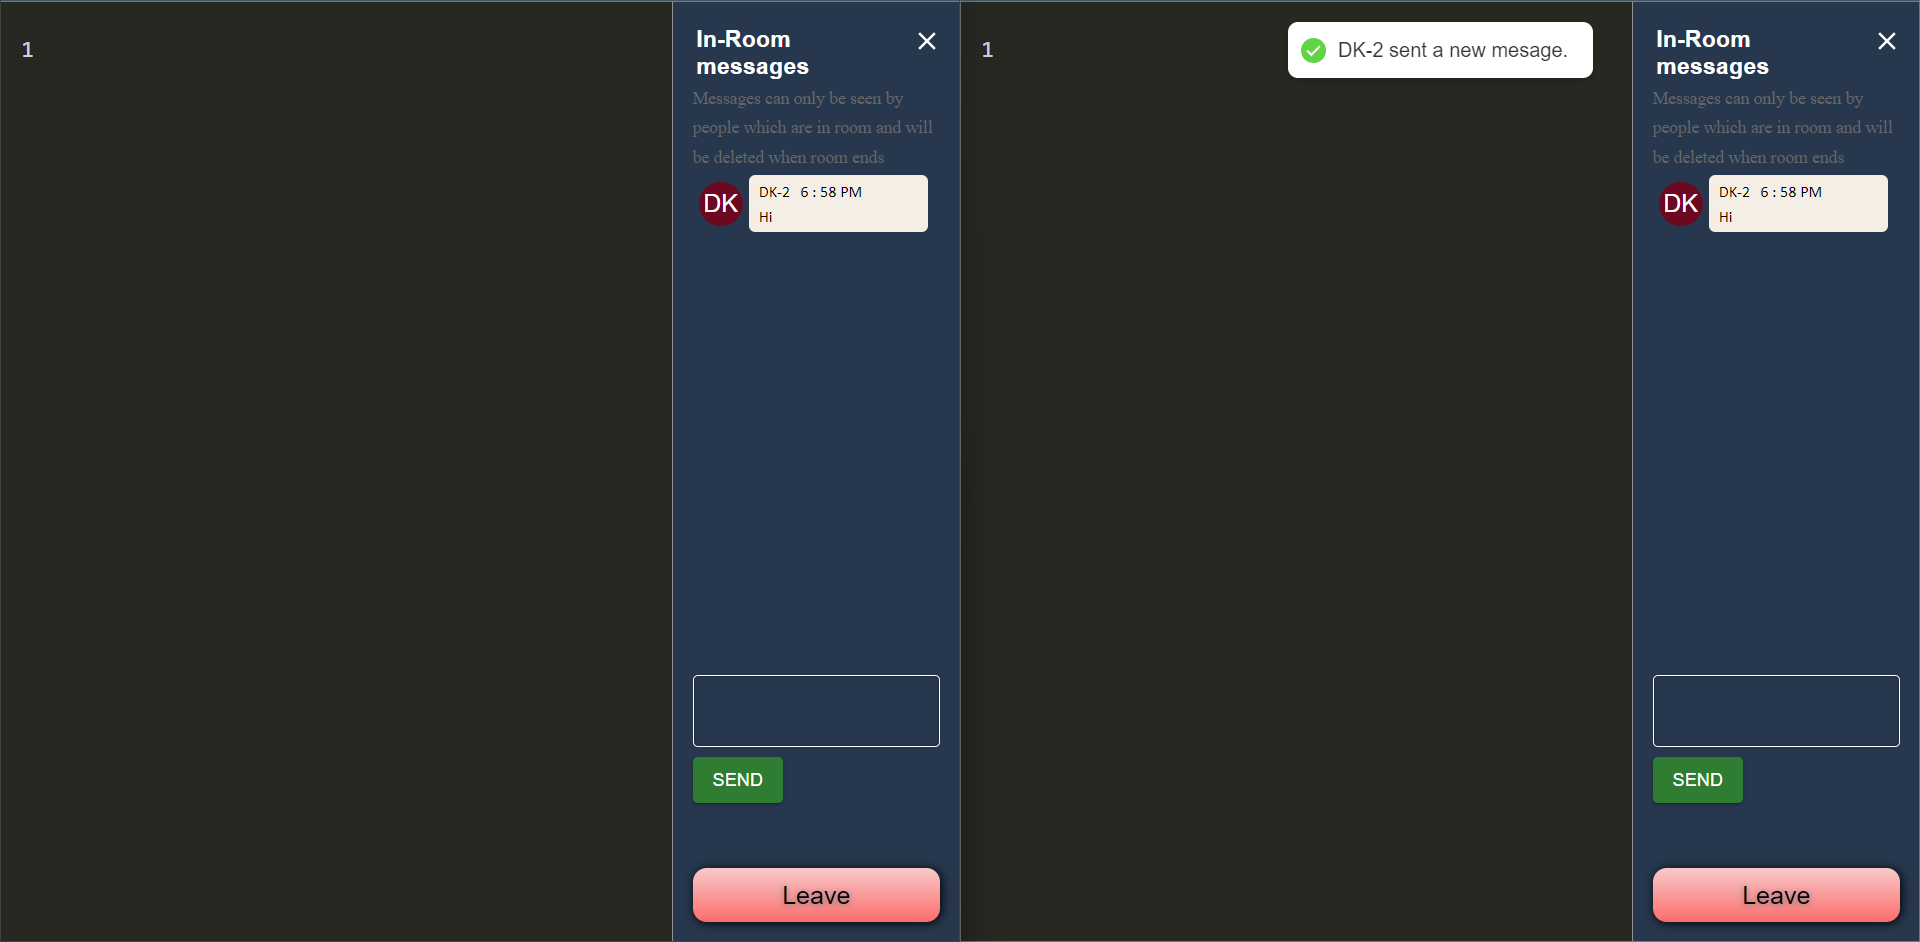 1
In-Room
messages
Messages can only be seen by
people which are in room and will
be deleted when room ends
DK
DK-2 6 : 58 PM
Hi
SEND
Leave
1
DK-2 sent a new mesage.
In-Room
messages
Messages can only be seen by
people which are in room and will
be deleted when room ends
DK
DK-2 6 : 58 PM
Hi
SEND
Leave